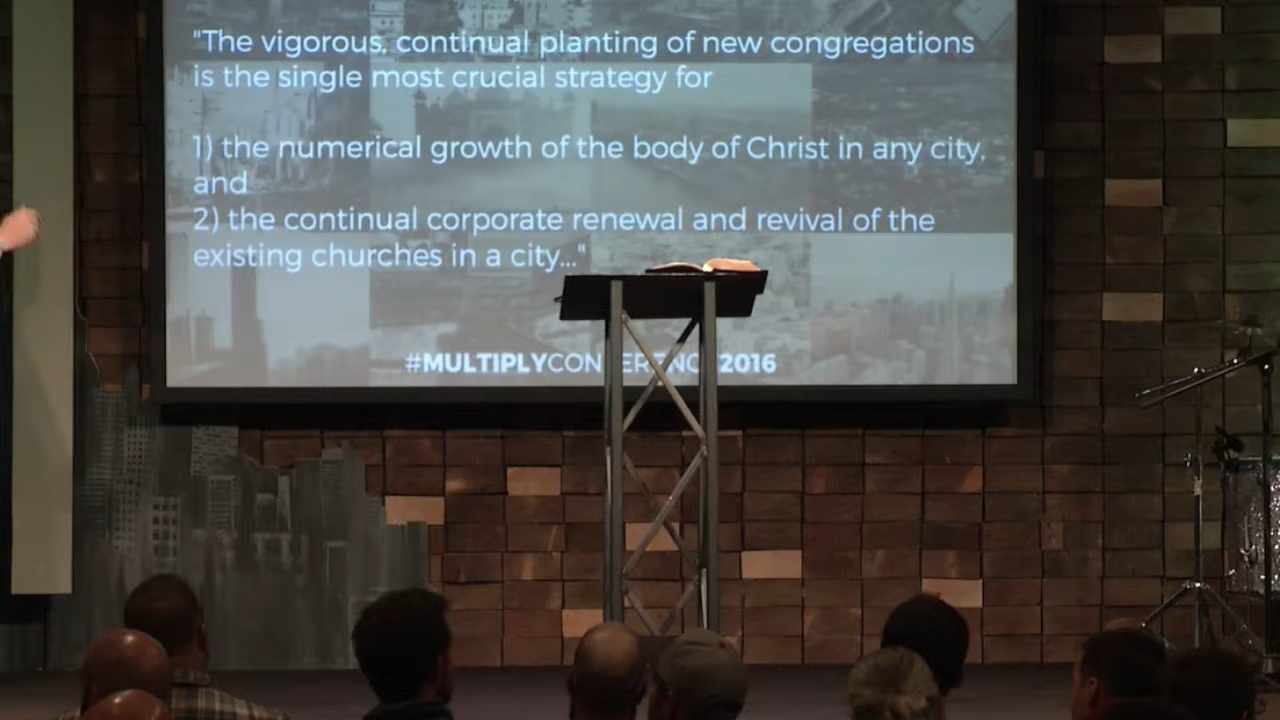 "The vigorous, continual planting of new congregations
is the single most crucial strategy for
1) the numerical growth of the body of Christ in any city,
and
2) the continual corporate renewal and revival of the
existing churches in a city..."
#MULTIPLYCONFERENCE2016